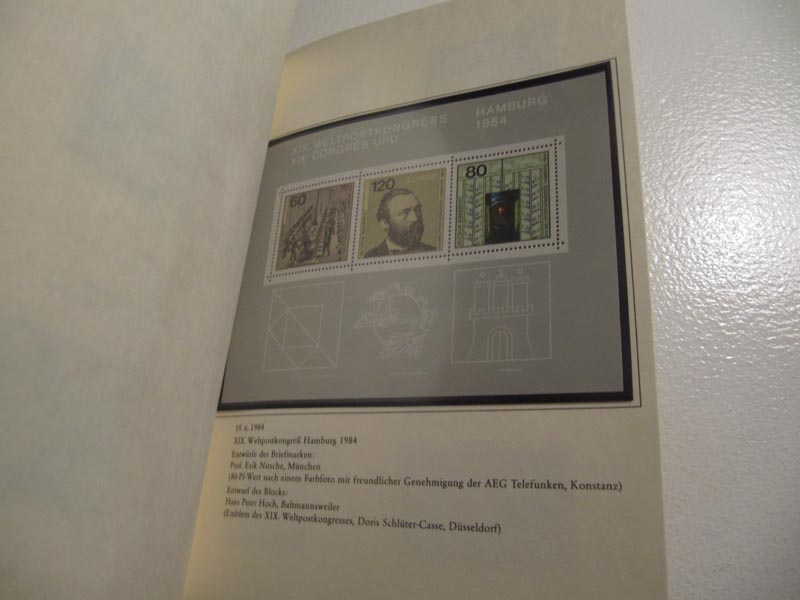 XIX. WELTPOSTKONGRESS
XIXᵉ CONGRÈS UPU
HAMBURG
1984
60
120
80
19. 6. 1984
XIX. Weltpostkongreß Hamburg 1984
Entwürfe der Briefmarken:
Prof. Erik Nitsche, München
(80-Pf-Wert nach einem Farbfoto mit freundlicher Genehmigung der AEG Telefunken, Konstanz)
Entwurf des Blocks:
Hans Peter Hoch, Baltmannsweiler
(Emblem des XIX. Weltpostkongresses, Doris Schlüter-Casse, Düsseldorf)